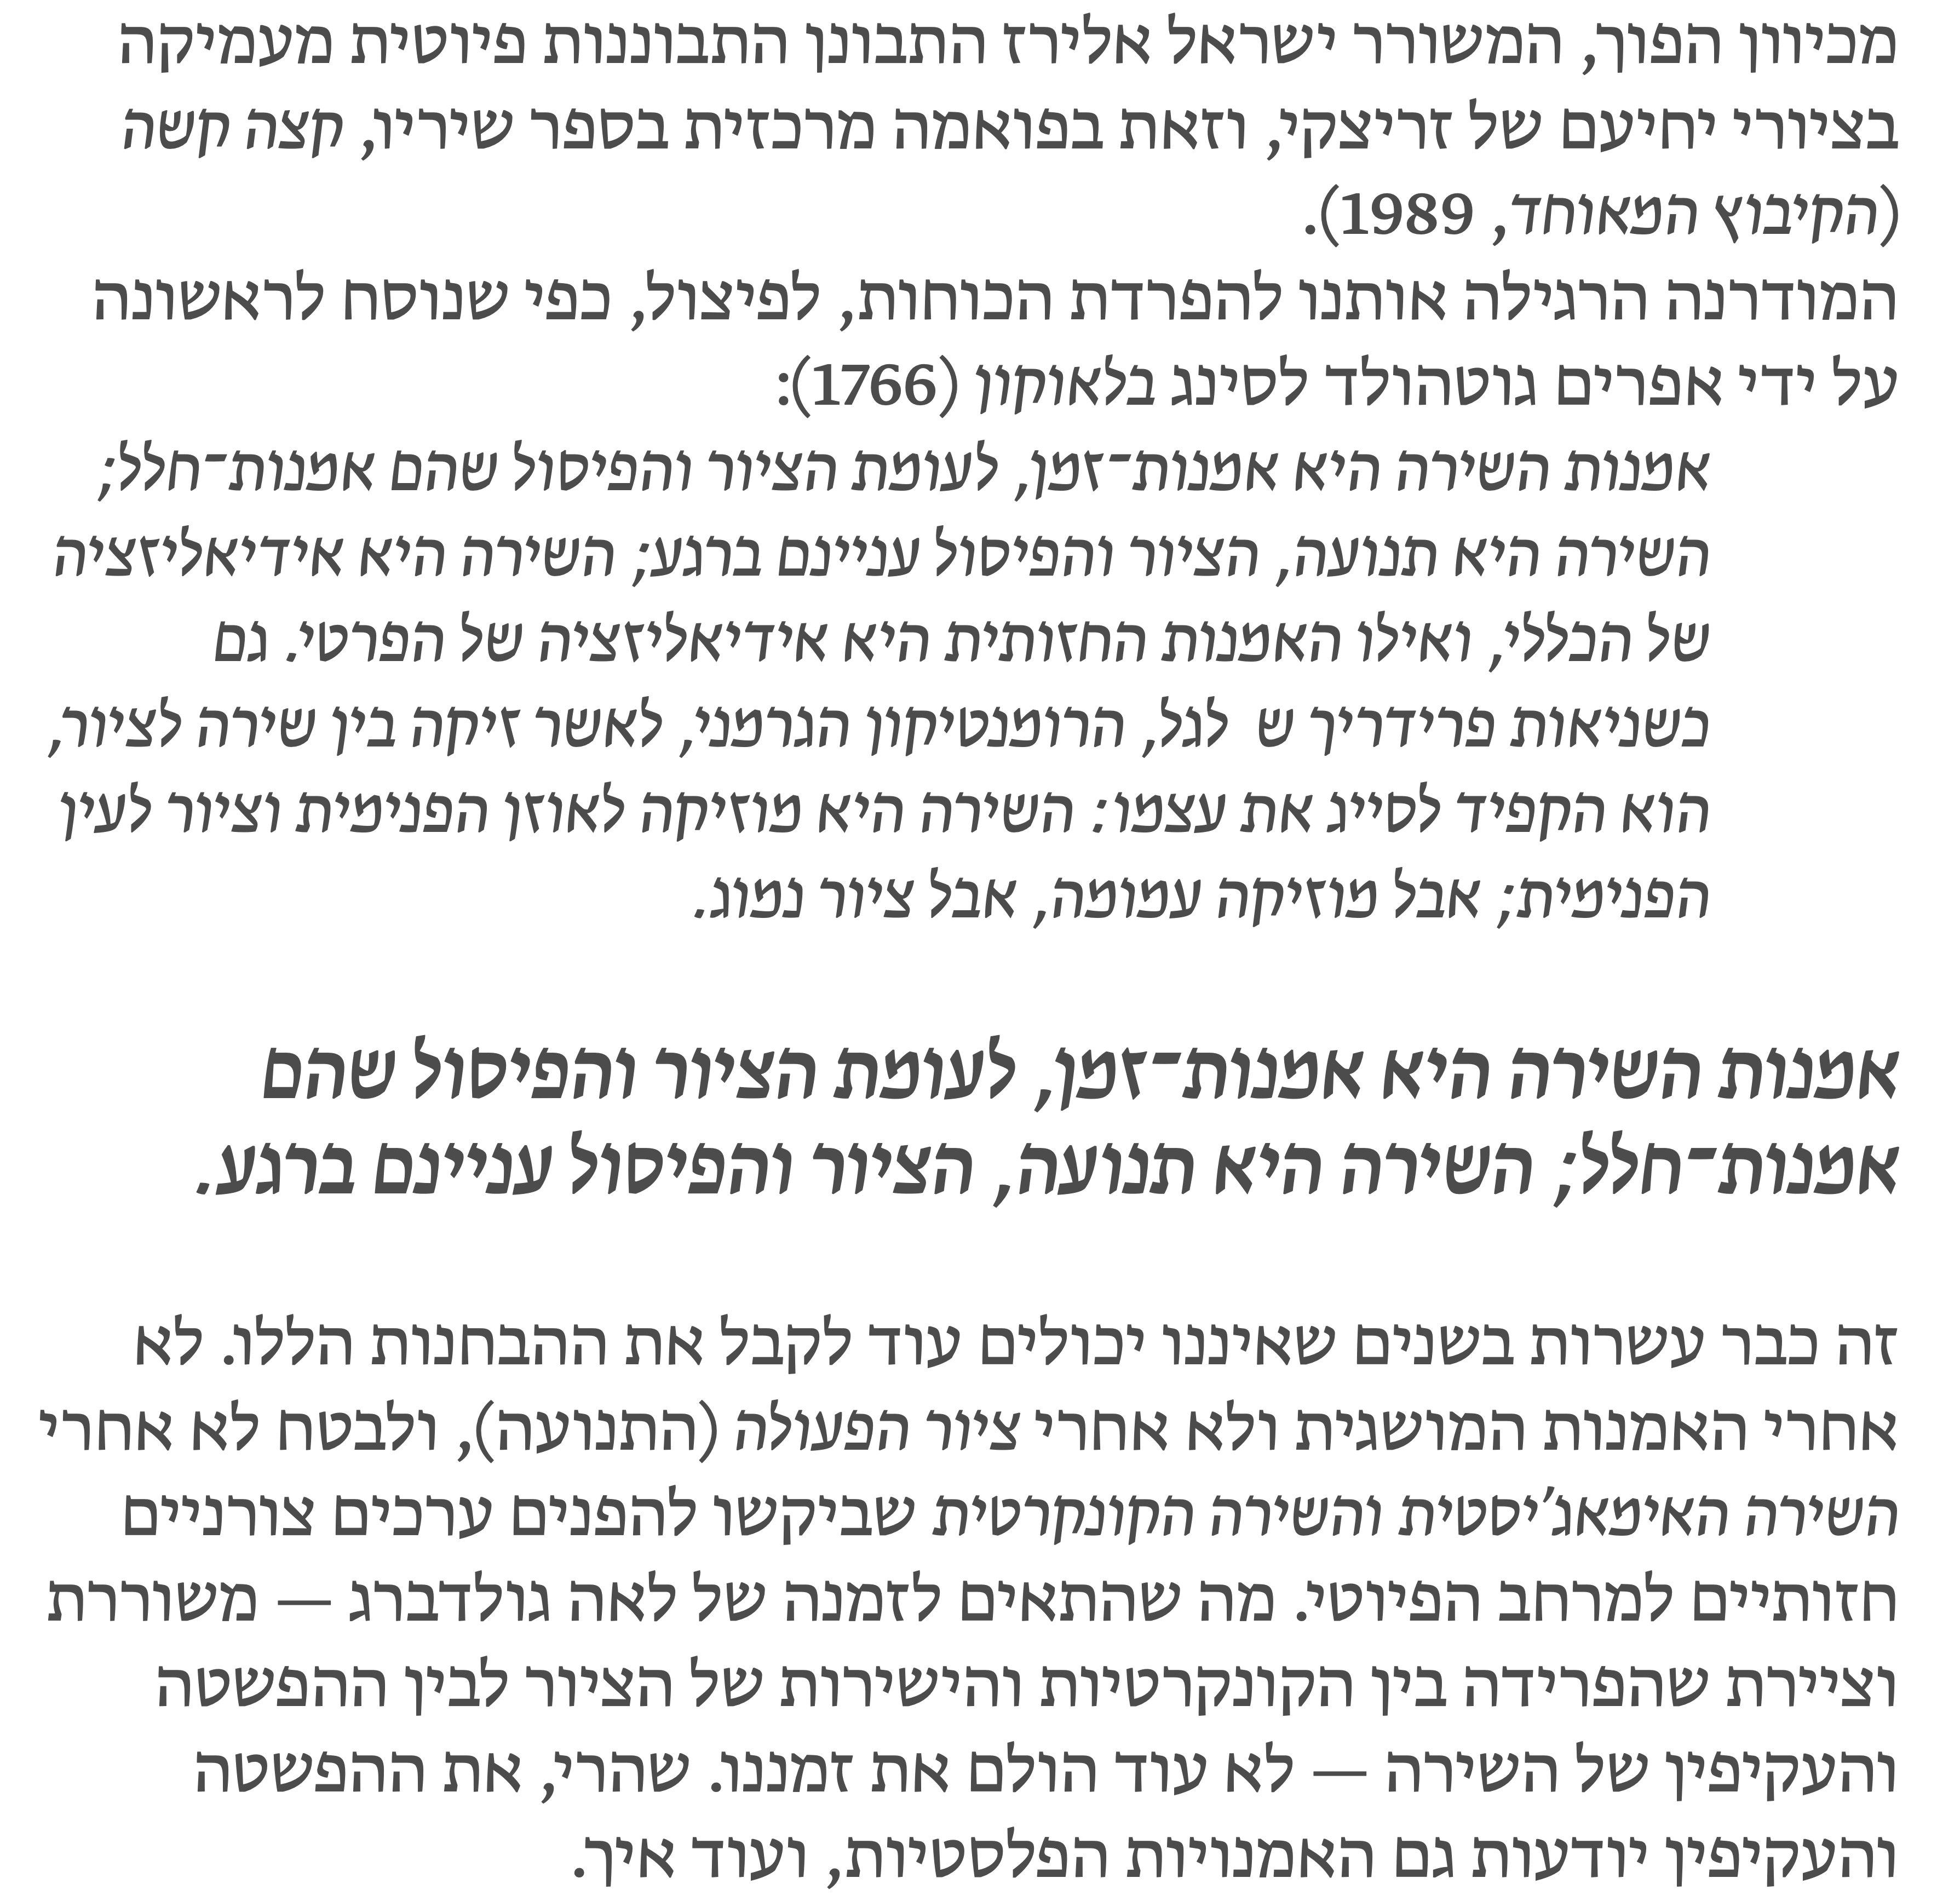 מכיוון הפוך, המשורר ישראל אלירז התבונן התבוננות פיוטית מעמיקה
בציורי יחיעם של זריצקי, וזאת בפואמה מרכזית בספר שיריו, קצה קשה
(הקיבוץ המאוחד, 1989).
המודרנה הרגילה אותנו להפרדת הכוחות, לפיצול, כפי שנוסח לראשונה
על ידי אפרים גוטהולד לסינג בלאוקון (1766):
אמנות השירה היא אמנות־זמן, לעומת הציור והפיסול שהם אמנות־חלל;
השירה היא תנועה, הציור והפיסול עניינם ברגע; השירה היא אידיאליזציה
של הכללי, ואילו האמנות החזותית היא אידיאליזציה של הפרטי. גם
כשניאות פרידריך ש לגל, הרומנטיקון הגרמני, לאשר זיקה בין שירה לציור,
הוא הקפיד לסייג את עצמו: השירה היא מוזיקה לאוזן הפנימית וציור לעין
הפנימית; אבל מוזיקה עמומה, אבל ציור נמוג.
אמנות השירה היא אמנות־זמן, לעומת הציור והפיסול שהם
אמנות־חלל; השירה היא תנועה, הציור והפיסול עניינם ברגע.
זה כבר עשרות בשנים שאיננו יכולים עוד לקבל את ההבחנות הללו. לא
אחרי האמנות המושגית ולא אחרי ציור הפעולה (התנועה), ולבטח לא אחרי
השירה האימאג׳יסטית והשירה הקונקרטית שביקשו להפנים ערכים צורניים
חזותיים למרחב הפיוטי. מה שהתאים לזמנה של לאה גולדברג — משוררת
וציירת שהפרידה בין הקונקרטיות והישירות של הציור לבין ההפשטה
והעקיפין של השירה — לא עוד הולם את זמננו. שהרי, את ההפשטה
והעקיפין יודעות גם האמנויות הפלסטיות, ועוד איך.